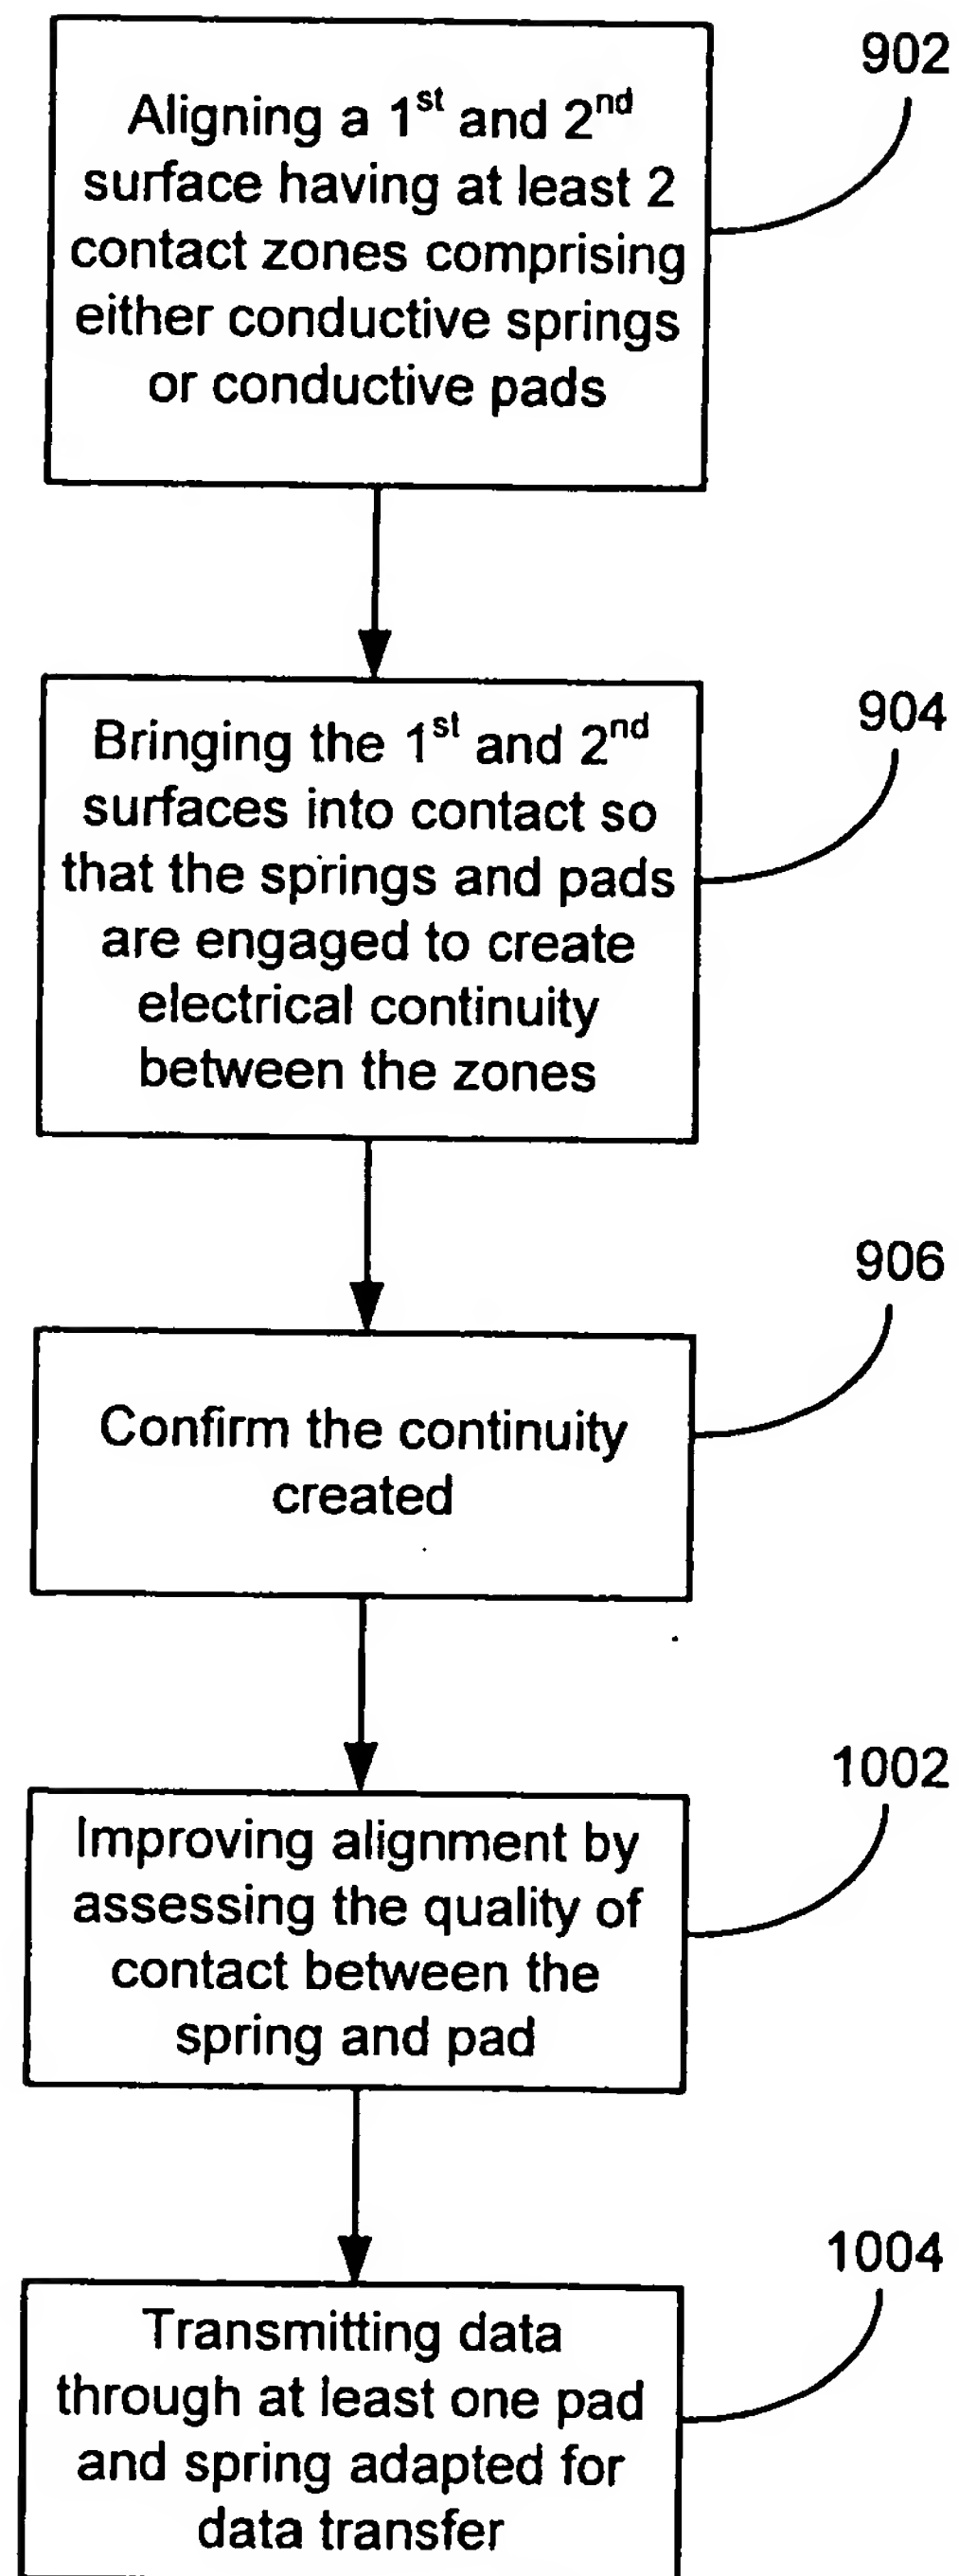 902
Aligning a 1st and 2nd
surface having at least 2
contact zones comprising
either conductive springs
or conductive pads
904
Bringing the 1st and 2nd
surfaces into contact so
that the springs and pads
are engaged to create
electrical continuity
between the zones
906
Confirm the continuity
created
1002
Improving alignment by
assessing the quality of
contact between the
spring and pad
1004
Transmitting data
through at least one pad
and spring adapted for
data transfer